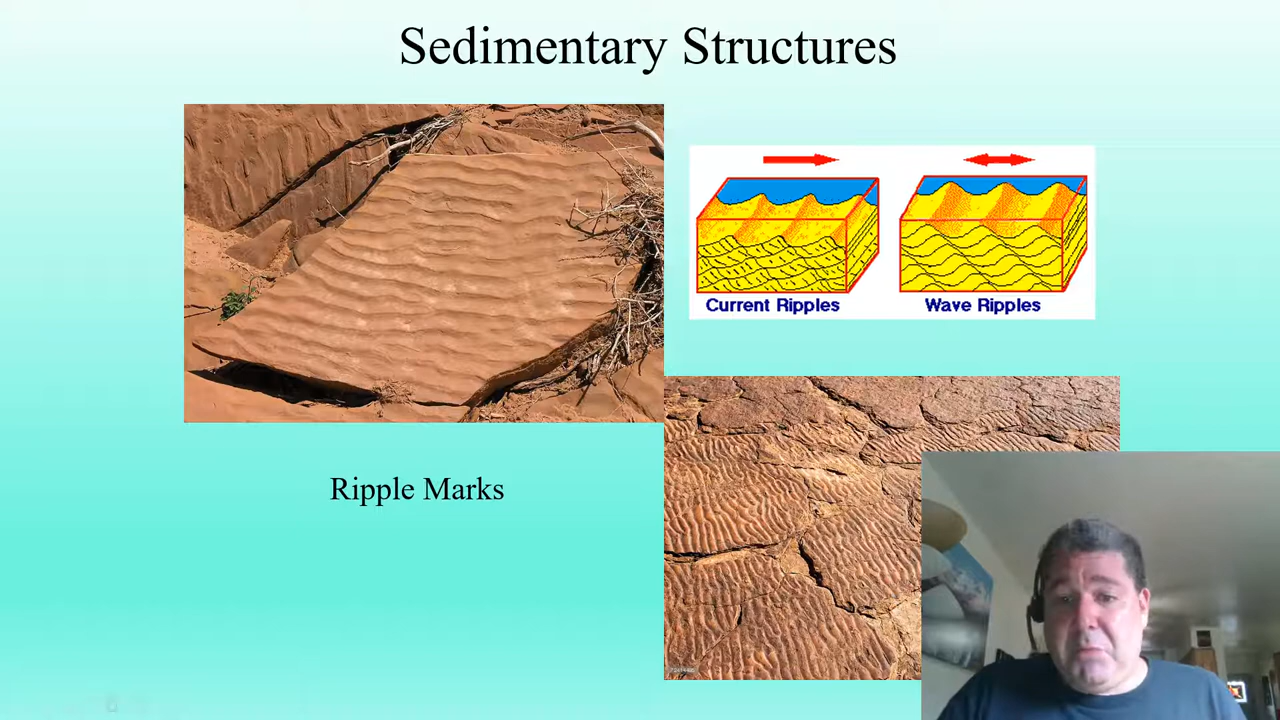 Sedimentary Structures
Current Ripples
Wave Ripples
Ripple Marks